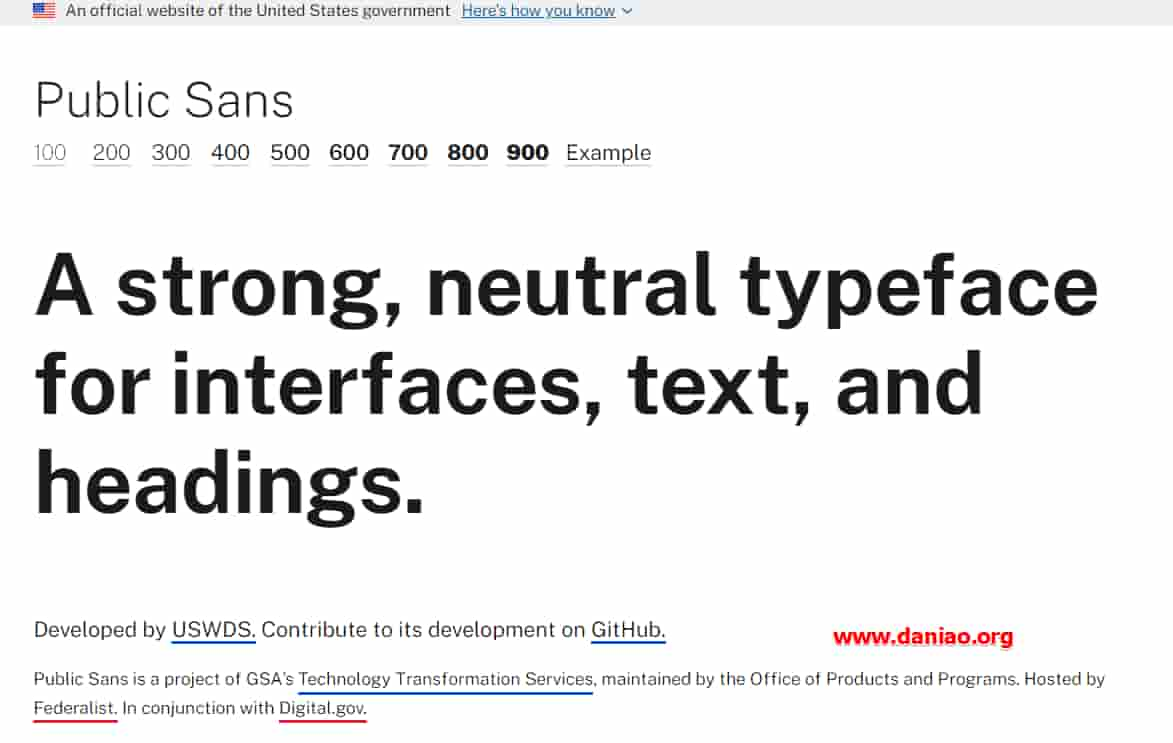 An official website of the United States government Here's how you know
Public Sans
100 200 300 400 500 600 700 800 900 Example
A strong, neutral typeface
for interfaces, text, and
headings.
Developed by USWDS. Contribute to its development on GitHub.
www.daniao.org
Public Sans is a project of GSA's Technology Transformation Services, maintained by the Office of Products and Programs. Hosted by
Federalist. In conjunction with Digital.gov.